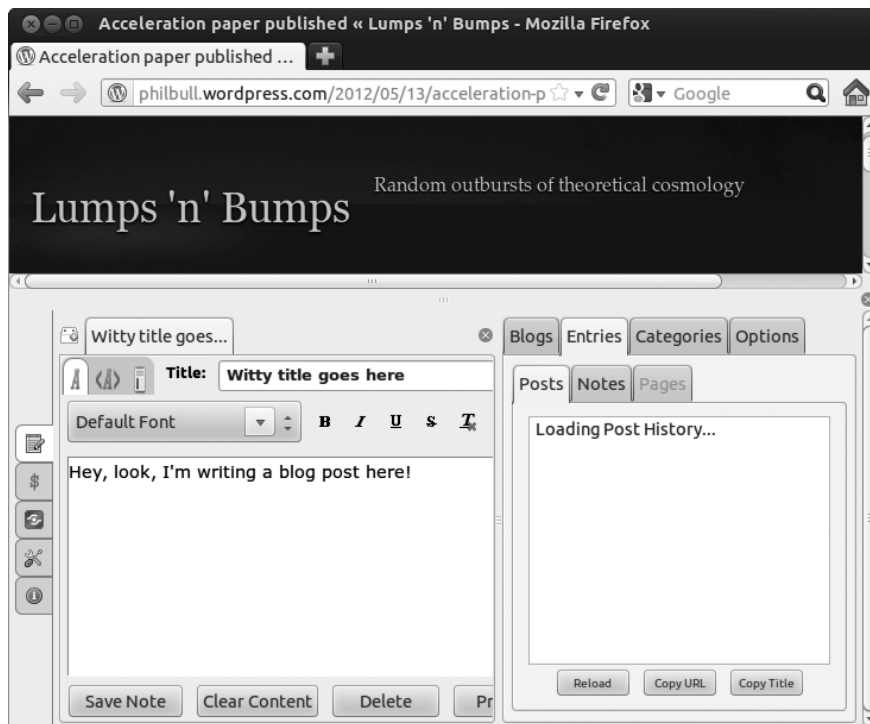 Acceleration paper published « Lumps 'n' Bumps - Mozilla Firefox
Acceleration paper published ...
philbull.wordpress.com/2012/05/13/acceleration-p
Google
Lumps 'n' Bumps
Random outbursts of theoretical cosmology
Witty title goes...
Blogs Entries Categories Options
Title: Witty title goes here
Posts Notes Pages
Default Font
B I U S T
Loading Post History...
Hey, look, I'm writing a blog post here!
Reload Copy URL Copy Title
Save Note Clear Content Delete Pr